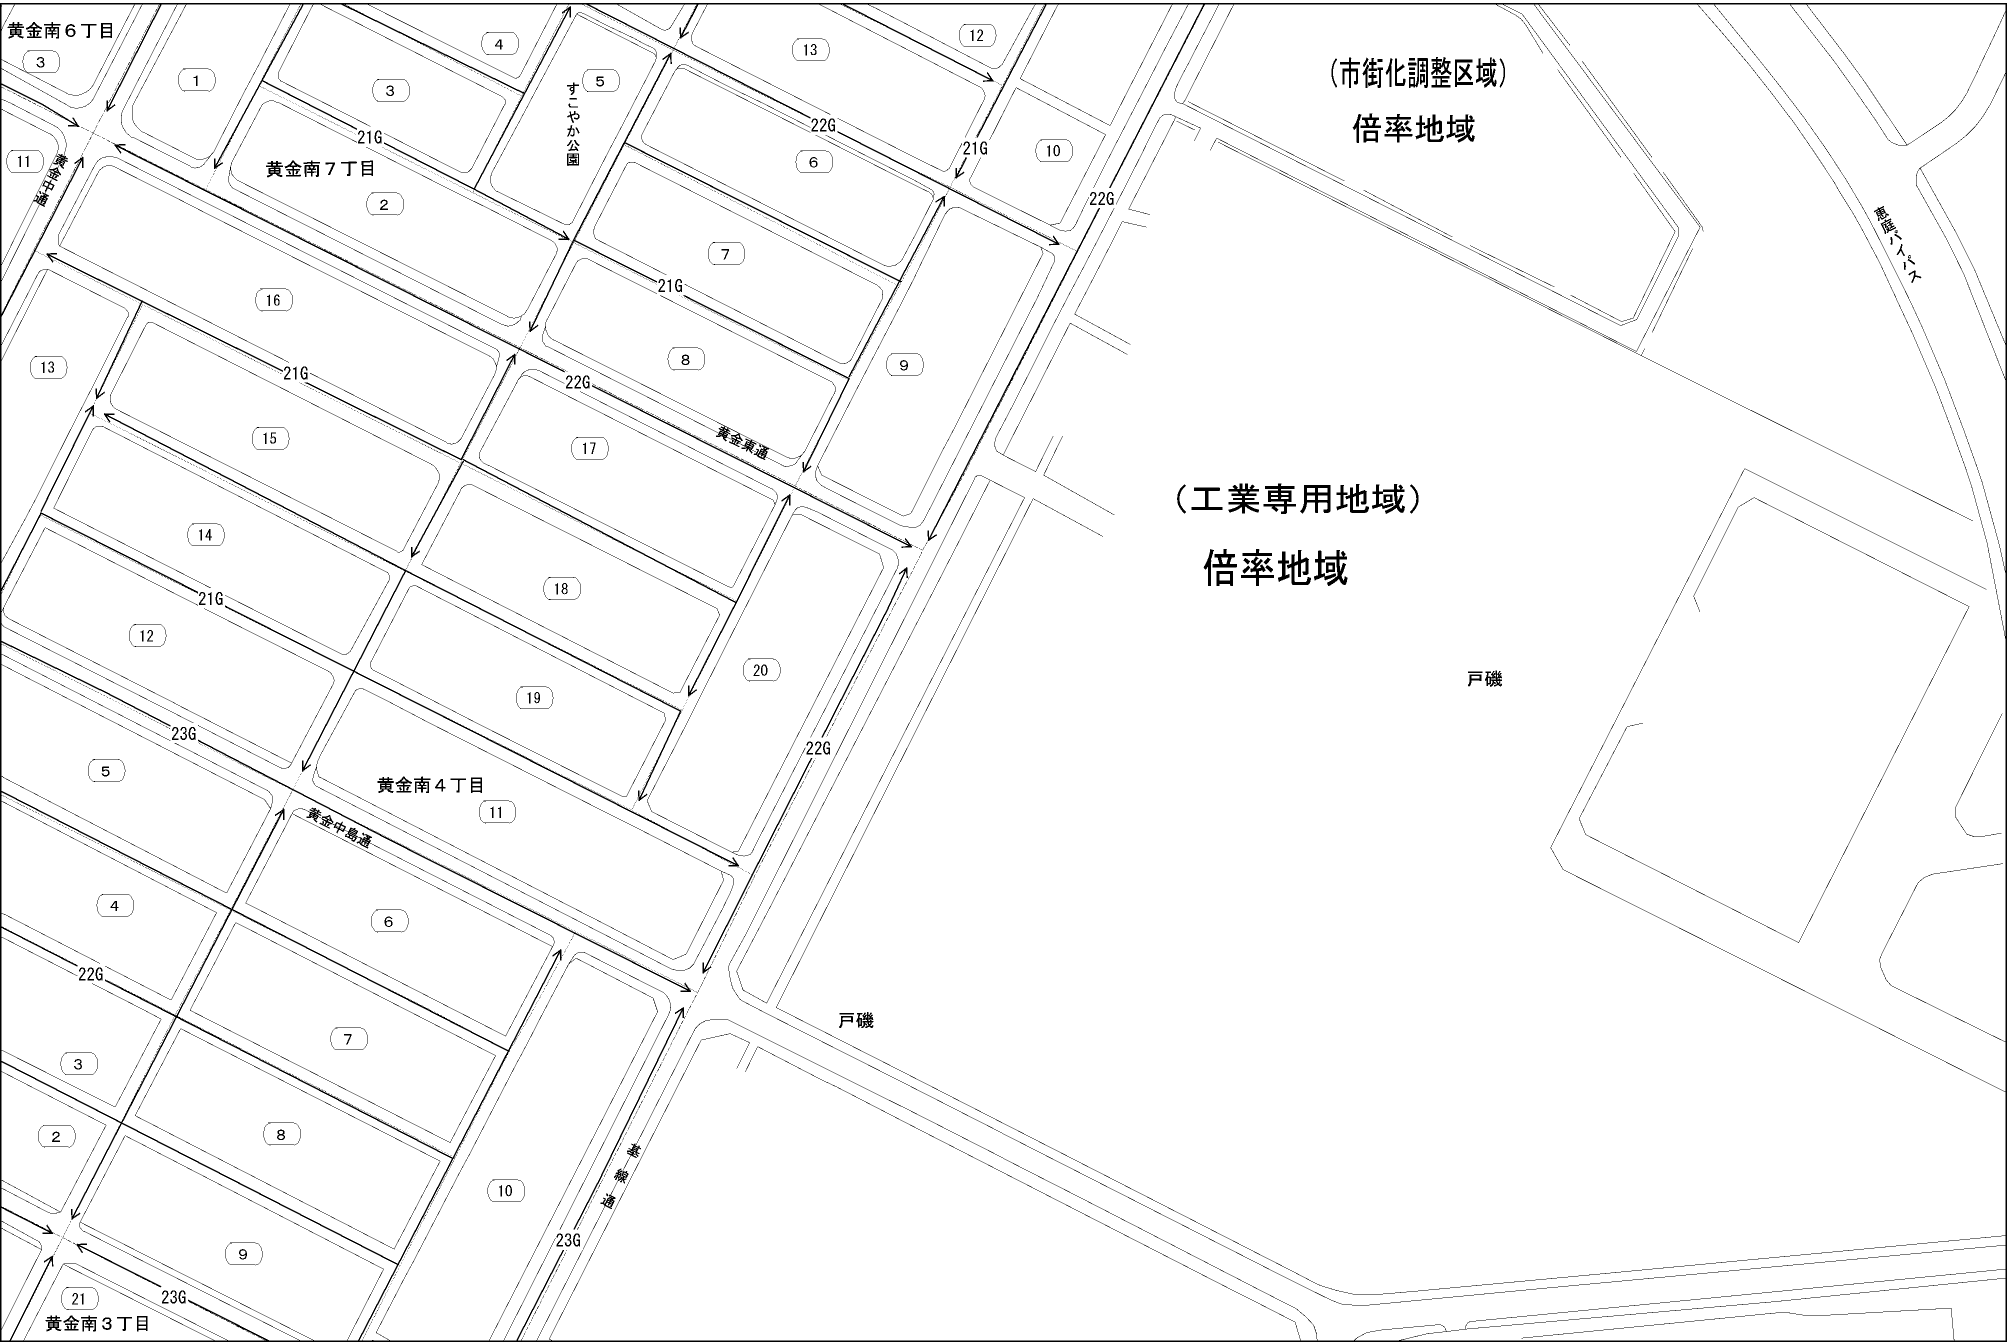 黄金南６丁目
3
1
4
3
5
すこやか公園
13
12
（市街化調整区域）
倍率地域
11
黄金中通
21G
黄金南７丁目
2
22G
6
21G
10
22G
恵庭バイパス
16
7
21G
13
21G
22G
8
9
15
黄金東通
17
（工業専用地域）
倍率地域
14
21G
18
12
19
20
戸磯
23G
22G
5
黄金南４丁目
11
黄金中島通
4
6
22G
戸磯
3
7
2
8
基線通
10
9
23G
21
23G
黄金南３丁目